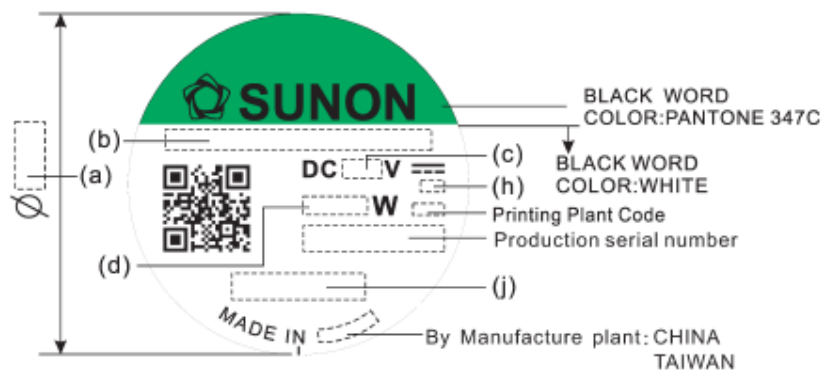 SUNON
BLACK WORD
COLOR:PANTONE 347C
(b)
(c)
DC V
BLACK WORD
COLOR:WHITE
(a)
(h)
Ø
W
Printing Plant Code
Production serial number
(d)
(j)
MADE IN
By Manufacture plant: CHINA
TAIWAN